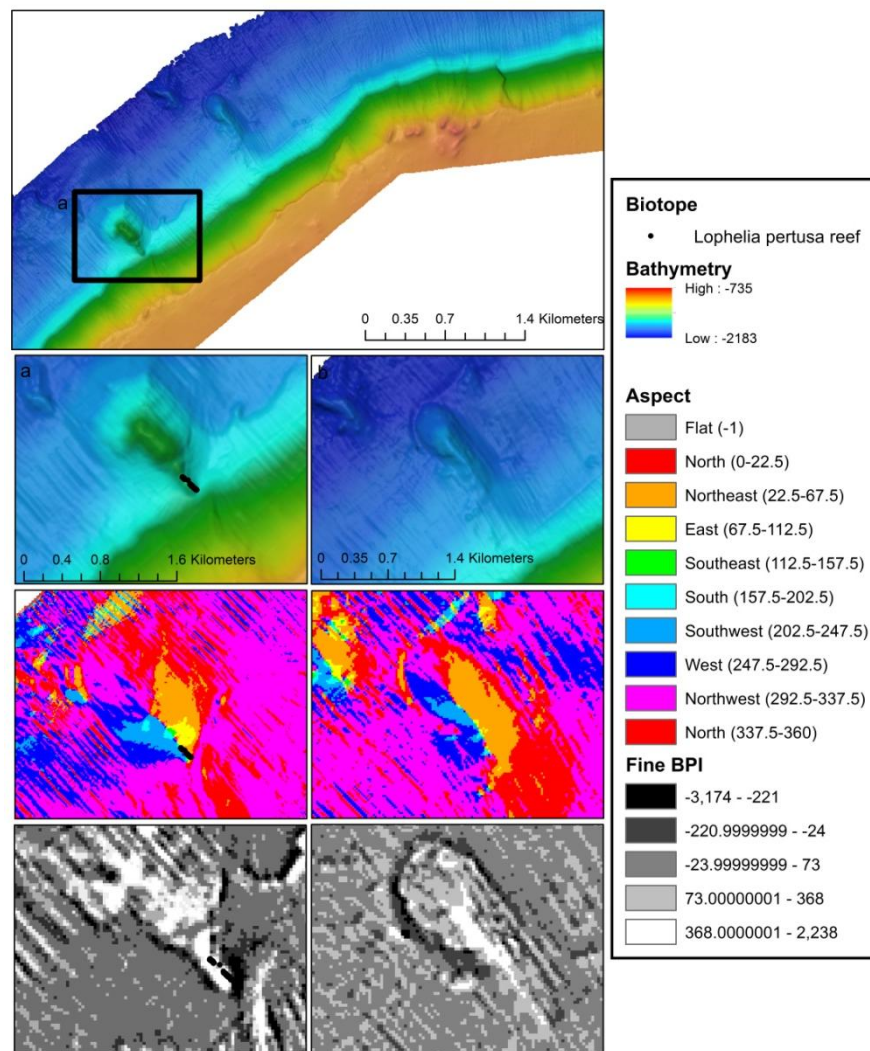 a
0 0.35 0.7 1.4 Kilometers
a
0 0.4 0.8 1.6 Kilometers
b
0 0.35 0.7 1.4 Kilometers
Biotope
Lophelia pertusa reef
Bathymetry
High : -735
Low : -2183
Aspect
Flat (-1)
North (0-22.5)
Northeast (22.5-67.5)
East (67.5-112.5)
Southeast (112.5-157.5)
South (157.5-202.5)
Southwest (202.5-247.5)
West (247.5-292.5)
Northwest (292.5-337.5)
North (337.5-360)
Fine BPI
-3,174 - -221
-220.9999999 - -24
-23.99999999 - 73
73.00000001 - 368
368.0000001 - 2,238